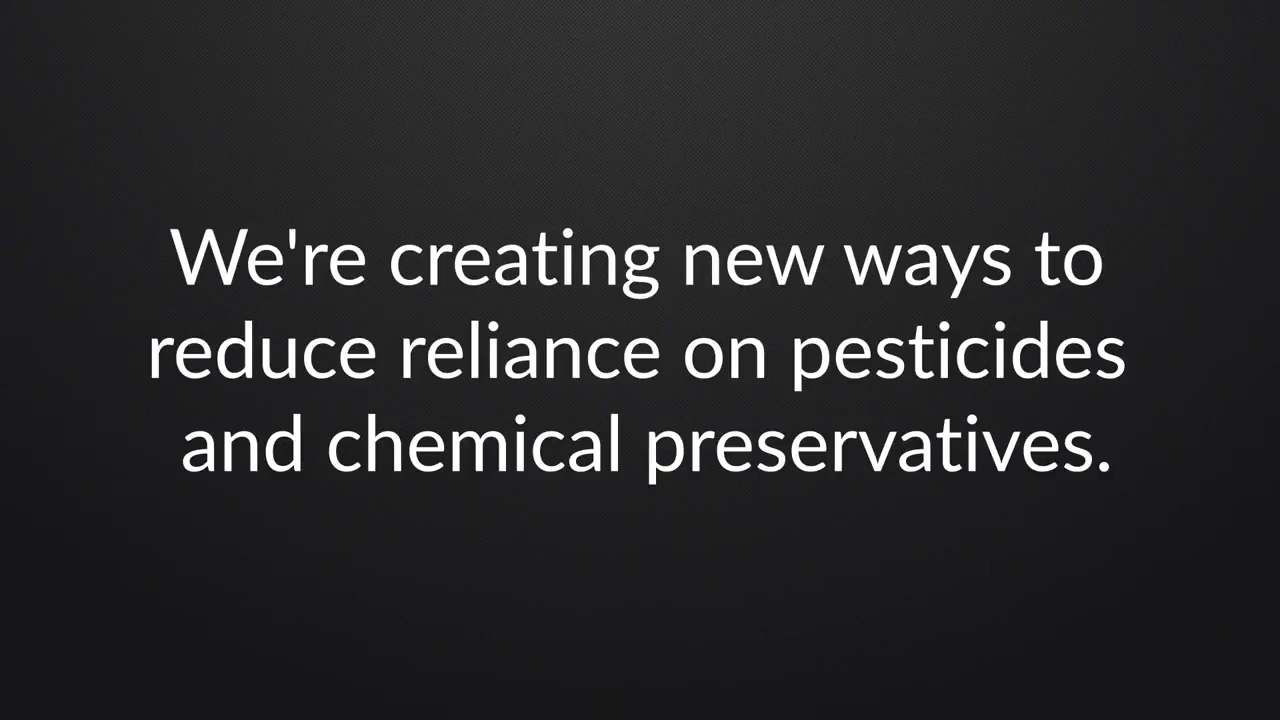 We're creating new ways to
reduce reliance on pesticides
and chemical preservatives.